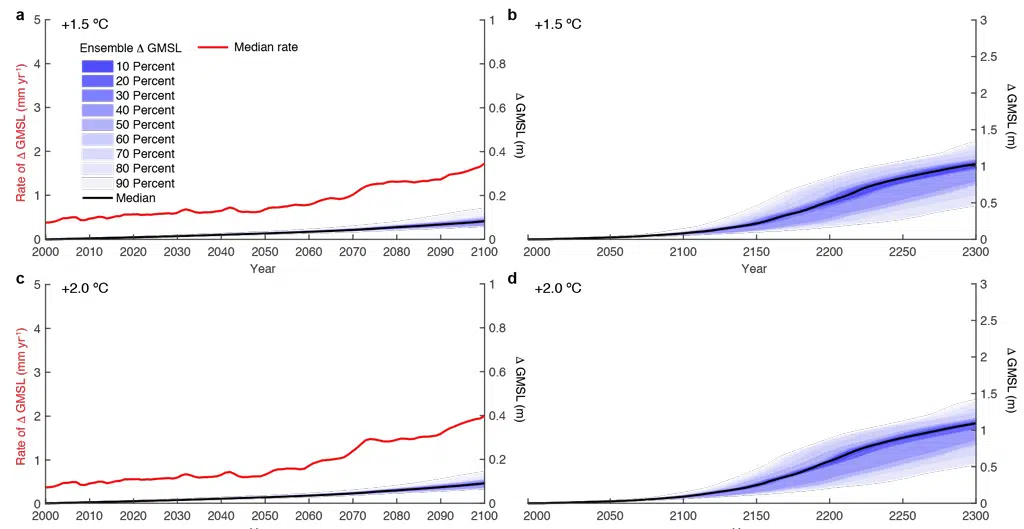 a
+1.5 ºC
Ensemble Δ GMSL
Median rate
10 Percent
20 Percent
30 Percent
40 Percent
50 Percent
60 Percent
70 Percent
80 Percent
90 Percent
Median
Rate of Δ GMSL (mm yr⁻¹)
5
4
3
2
1
0
1
0.8
0.6
0.4
0.2
0
Δ GMSL (m)
2000 2010 2020 2030 2040 2050 2060 2070 2080 2090 2100
Year
b
+1.5 ºC
3
2.5
2
1.5
1
0.5
0
Δ GMSL (m)
2000 2050 2100 2150 2200 2250 2300
Year
c
+2.0 ºC
Rate of Δ GMSL (mm yr⁻¹)
5
4
3
2
1
0
1
0.8
0.6
0.4
0.2
0
Δ GMSL (m)
2000 2010 2020 2030 2040 2050 2060 2070 2080 2090 2100
d
+2.0 ºC
3
2.5
2
1.5
1
0.5
0
Δ GMSL (m)
2000 2050 2100 2150 2200 2250 2300